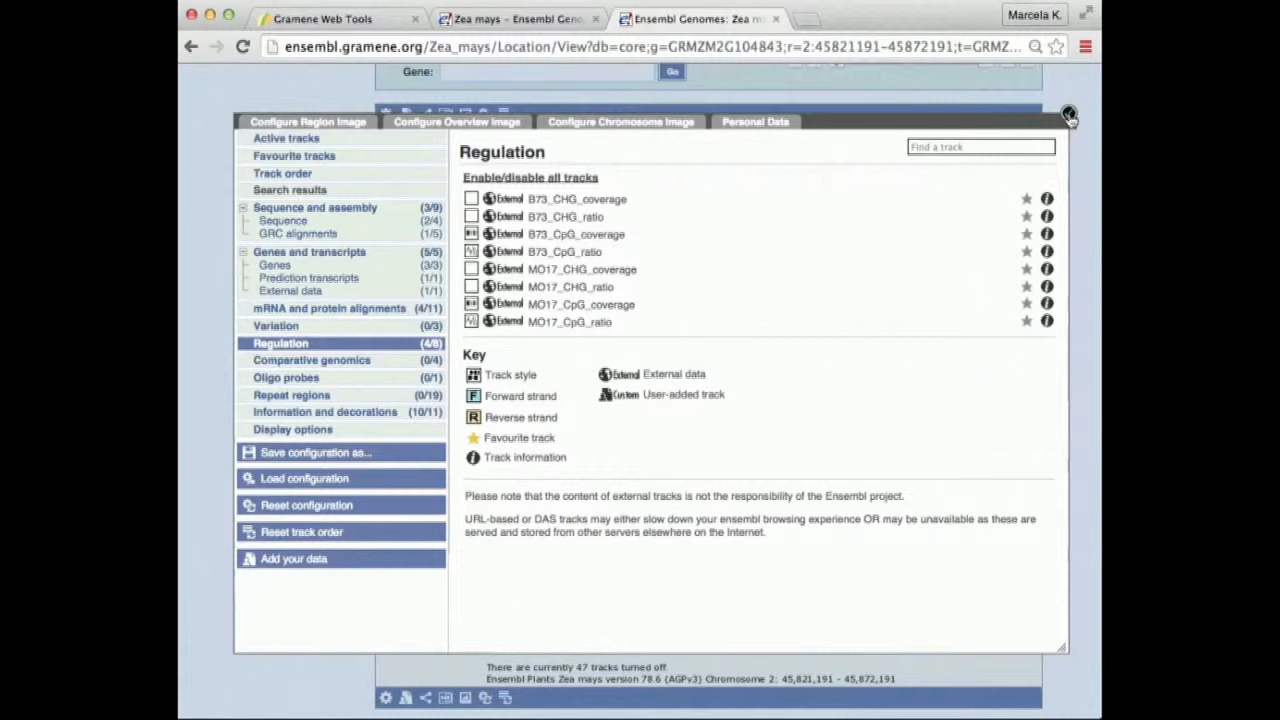 Gramene Web Tools
Zea mays – Ensembl Geno
Ensembl Genomes: Zea m
Marcela K.
ensembl.gramene.org/Zea_mays/Location/View?db=core;g=GRMZM2G104843;r=2:45821191-45872191;t=GRMZ...
Gene:
Go
Configure Region Image
Configure Overview Image
Configure Chromosome Image
Personal Data
Active tracks
Favourite tracks
Track order
Search results
Sequence and assembly (3/9)
Sequence (2/4)
GRC alignments (1/5)
Genes and transcripts (5/5)
Genes (3/3)
Prediction transcripts (1/1)
External data (1/1)
mRNA and protein alignments (4/11)
Variation (0/3)
Regulation (4/8)
Comparative genomics (0/4)
Oligo probes (0/1)
Repeat regions (0/19)
Information and decorations (10/11)
Display options
Save configuration as...
Load configuration
Reset configuration
Reset track order
Add your data
Regulation
Find a track
Enable/disable all tracks
External B73_CHG_coverage
External B73_CHG_ratio
External B73_CpG_coverage
External B73_CpG_ratio
External MO17_CHG_coverage
External MO17_CHG_ratio
External MO17_CpG_coverage
External MO17_CpG_ratio
Key
Track style
External External data
F Forward strand
Custom User-added track
R Reverse strand
Favourite track
Track information
Please note that the content of external tracks is not the responsibility of the Ensembl project.
URL-based or DAS tracks may either slow down your ensembl browsing experience OR may be unavailable as these are
served and stored from other servers elsewhere on the Internet.
There are currently 47 tracks turned off.
Ensembl Plants Zea mays version 78.6 (AGPv3) Chromosome 2: 45,821,191 - 45,872,191